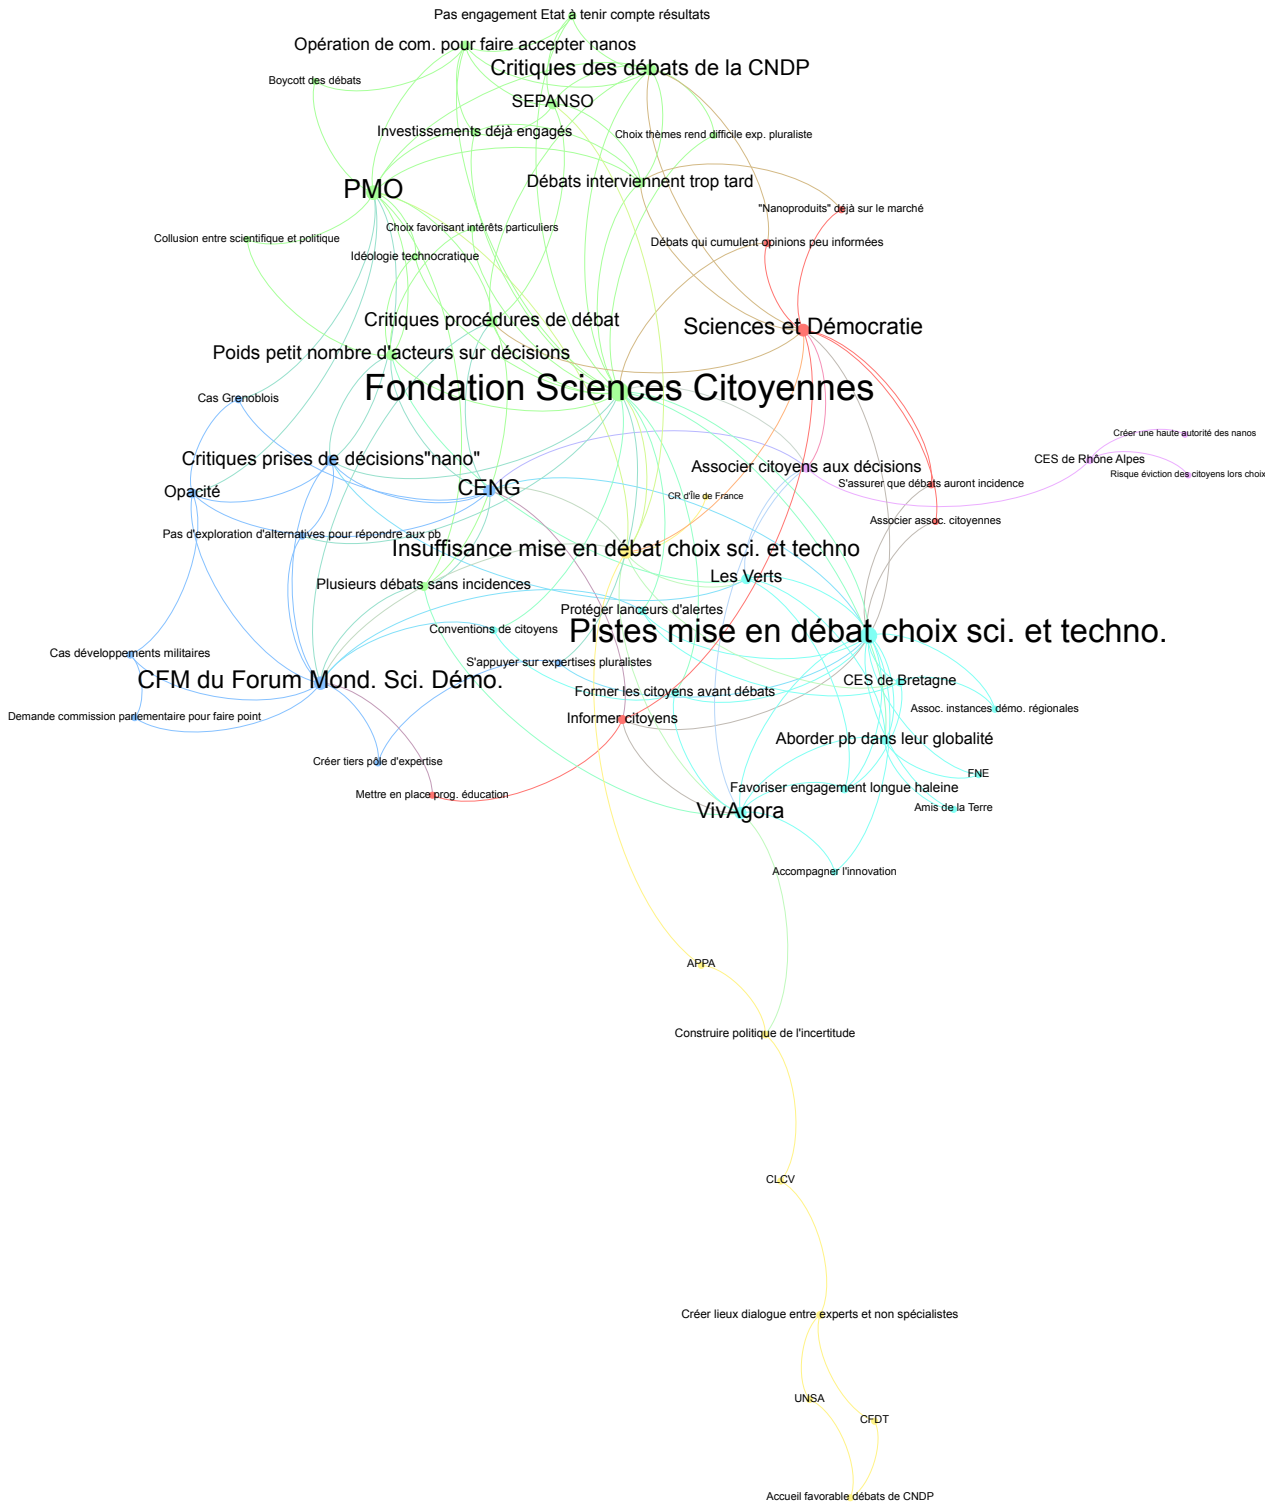 Pas engagement Etat à tenir compte résultats
Opération de com. pour faire accepter nanos
Critiques des débats de la CNDP
Boycott des débats
SEPANSO
Investissements déjà engagés
Choix thèmes rend difficile exp. pluraliste
Débats interviennent trop tard
PMO
"Nanoproduits" déjà sur le marché
Choix favorisant intérêts particuliers
Collusion entre scientifique et politique
Débats qui cumulent opinions peu informées
Idéologie technocratique
Critiques procédures de débat
Sciences et Démocratie
Poids petit nombre d'acteurs sur décisions
Fondation Sciences Citoyennes
Cas Grenoblois
Créer une haute autorité des nanos
Critiques prises de décisions"nano"
CES de Rhône Alpes
Associer citoyens aux décisions
Risque éviction des citoyens lors choix
S'assurer que débats auront incidence
Opacité
CENG
CR d'Île de France
Associer assoc. citoyennes
Pas d'exploration d'alternatives pour répondre aux pb
Insuffisance mise en débat choix sci. et techno
Les Verts
Plusieurs débats sans incidences
Protéger lanceurs d'alertes
Conventions de citoyens
Pistes mise en débat choix sci. et techno.
Cas développements militaires
S'appuyer sur expertises pluralistes
CFM du Forum Mond. Sci. Démo.
CES de Bretagne
Former les citoyens avant débats
Assoc. instances démo. régionales
Demande commission parlementaire pour faire point
Informer citoyens
Aborder pb dans leur globalité
Créer tiers pôle d'expertise
FNE
Favoriser engagement longue haleine
Mettre en place prog. éducation
VivAgora
Amis de la Terre
Accompagner l'innovation
APPA
Construire politique de l'incertitude
CLCV
Créer lieux dialogue entre experts et non spécialistes
UNSA
CFDT
Accueil favorable débats de CNDP